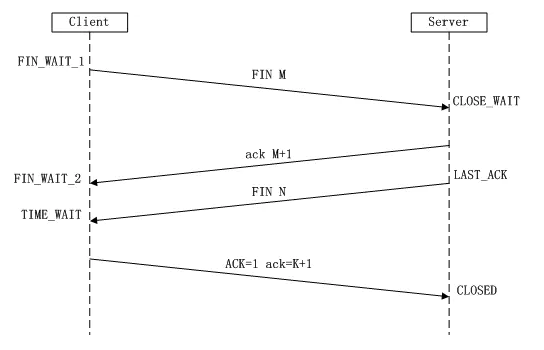 Client
Server
FIN_WAIT_1
FIN M
CLOSE_WAIT
ack M+1
FIN_WAIT_2
LAST_ACK
FIN N
TIME_WAIT
ACK=1 ack=K+1
CLOSED